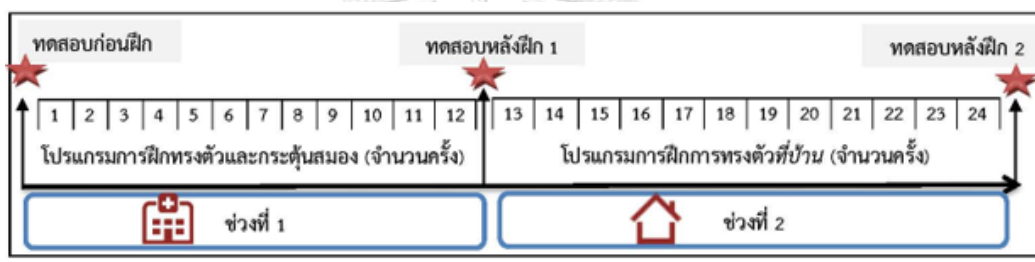 ทดสอบก่อนฝึก
ทดสอบหลังฝึก 1
ทดสอบหลังฝึก 2
1 2 3 4 5 6 7 8 9 10 11 12
13 14 15 16 17 18 19 20 21 22 23 24
โปรแกรมการฝึกทรงตัวและกระตุ้นสมอง (จำนวนครั้ง)
โปรแกรมการฝึกการทรงตัวที่บ้าน (จำนวนครั้ง)
ช่วงที่ 1
ช่วงที่ 2